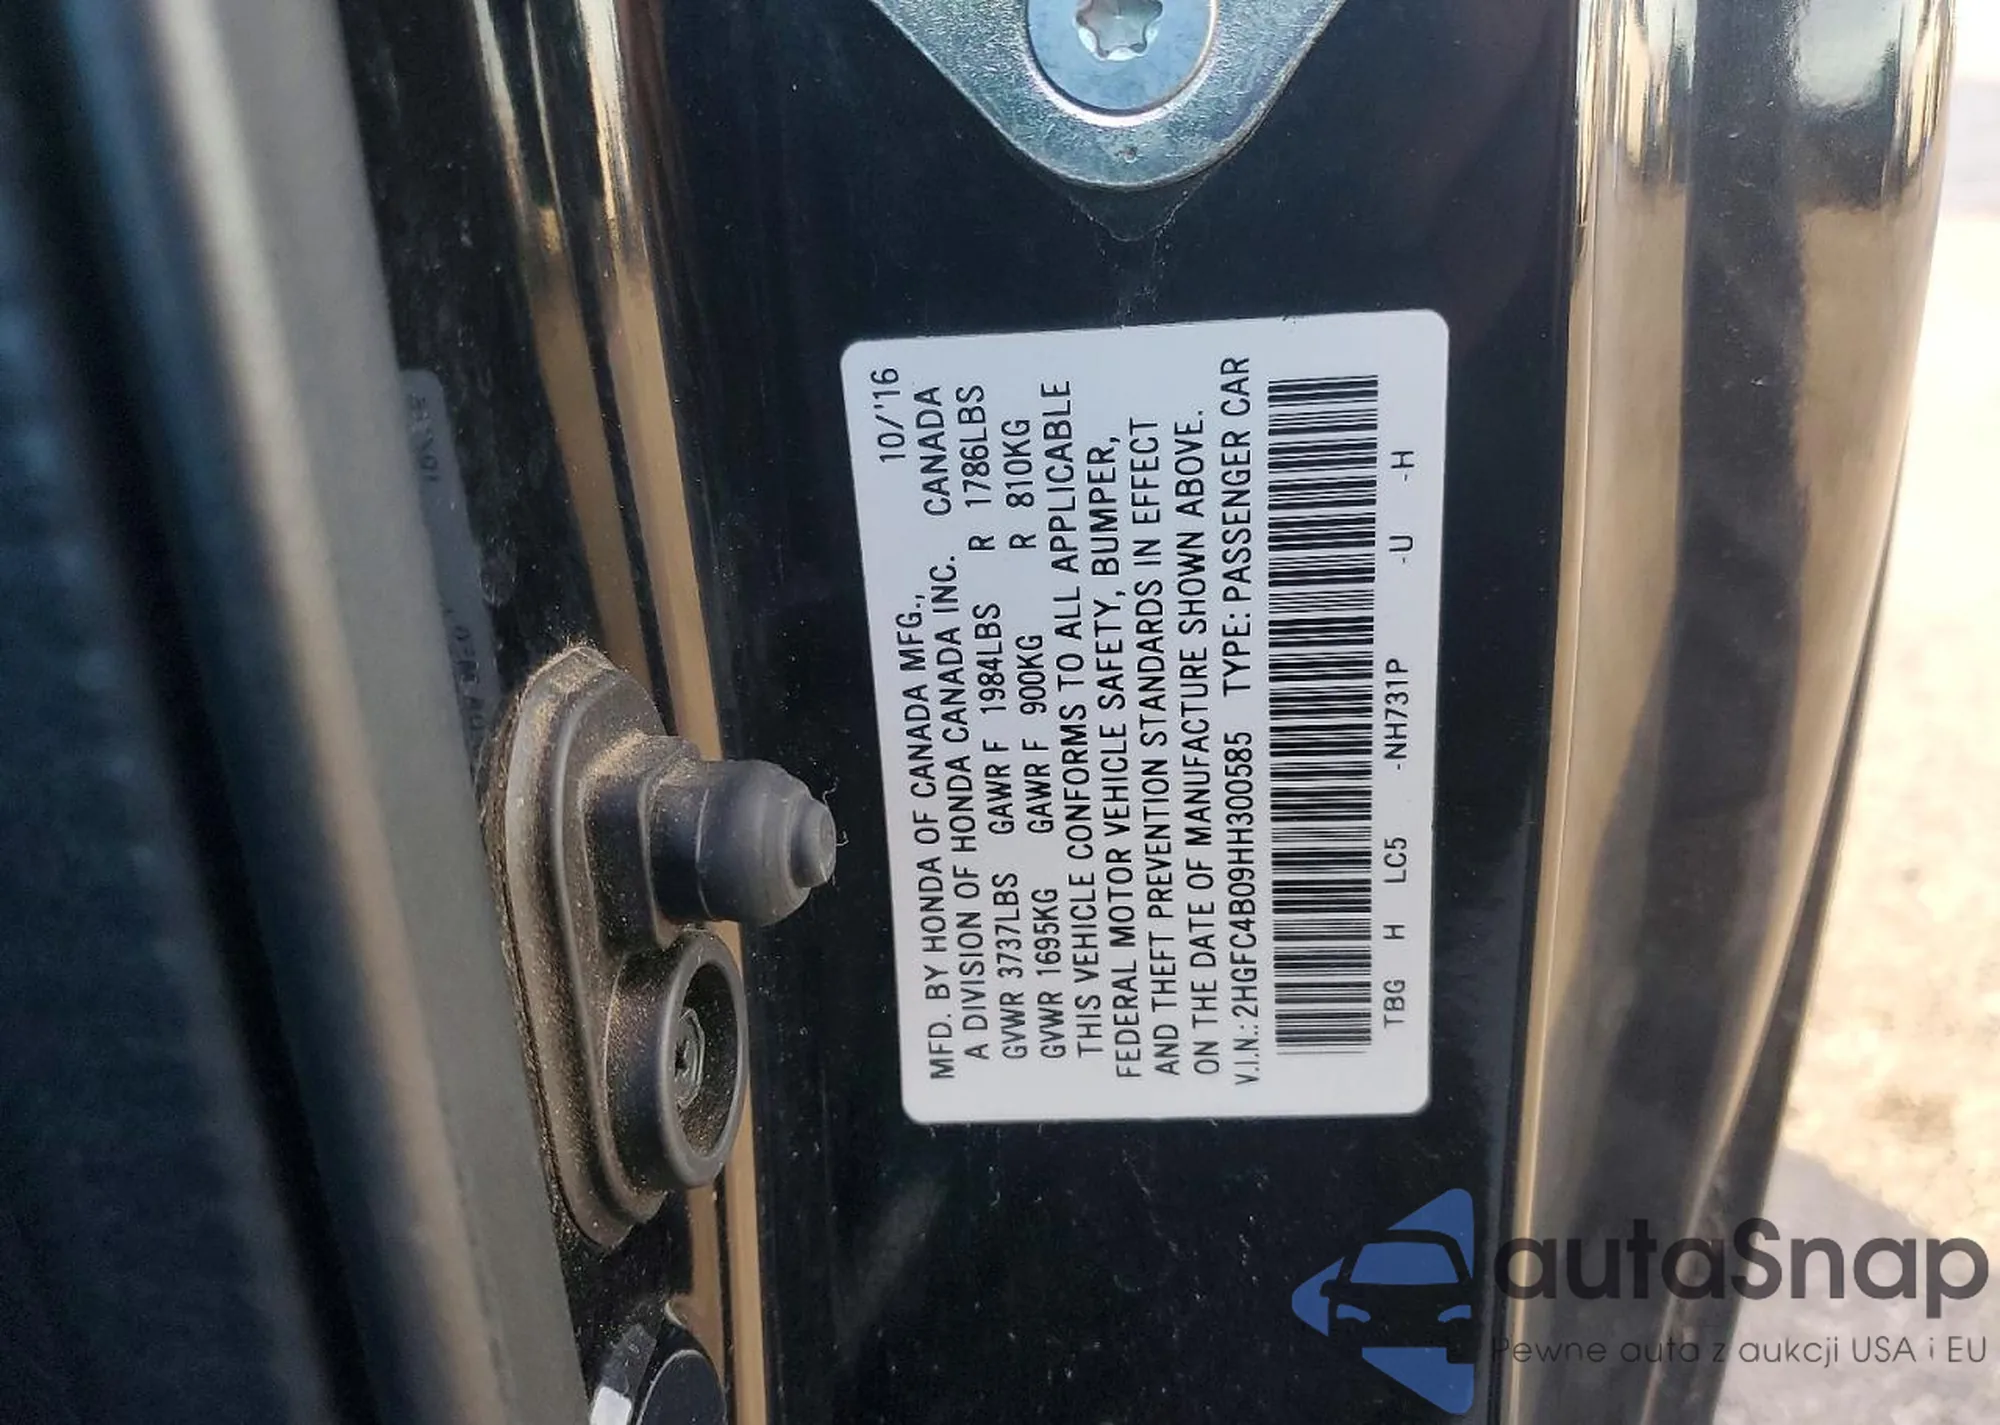 10/'16
MFD. BY HONDA OF CANADA MFG.,
A DIVISION OF HONDA CANADA INC. CANADA
GVWR 3737LBS GAWR F 1984LBS R 1786LBS
GVWR 1695KG GAWR F 900KG R 810KG
THIS VEHICLE CONFORMS TO ALL APPLICABLE
FEDERAL MOTOR VEHICLE SAFETY, BUMPER,
AND THEFT PREVENTION STANDARDS IN EFFECT
ON THE DATE OF MANUFACTURE SHOWN ABOVE.
V.I.N.: 2HGFC4B09HH300585 TYPE: PASSENGER CAR
TBG H LC5 -NH731P -U -H
autaSnap
Pewne auta z aukcji USA i EU